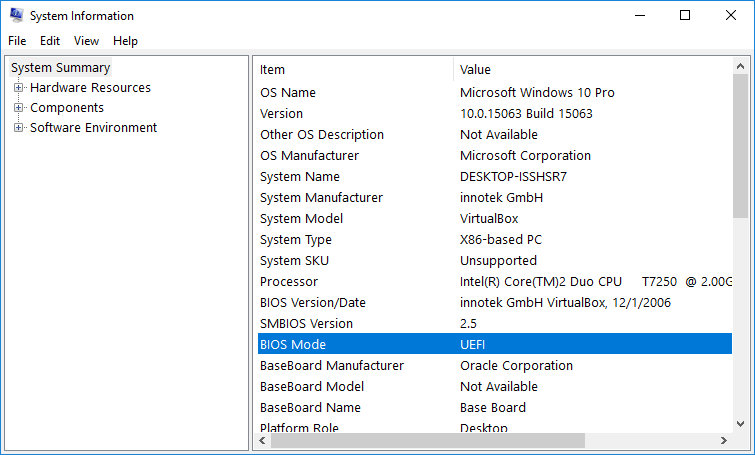 System Information
File Edit View Help
System Summary
Hardware Resources
Components
Software Environment
Item Value
OS Name Microsoft Windows 10 Pro
Version 10.0.15063 Build 15063
Other OS Description Not Available
OS Manufacturer Microsoft Corporation
System Name DESKTOP-ISSHSR7
System Manufacturer innotek GmbH
System Model VirtualBox
System Type X86-based PC
System SKU Unsupported
Processor Intel(R) Core(TM)2 Duo CPU T7250 @ 2.00G
BIOS Version/Date innotek GmbH VirtualBox, 12/1/2006
SMBIOS Version 2.5
BIOS Mode UEFI
BaseBoard Manufacturer Oracle Corporation
BaseBoard Model Not Available
BaseBoard Name Base Board
Platform Role Desktop